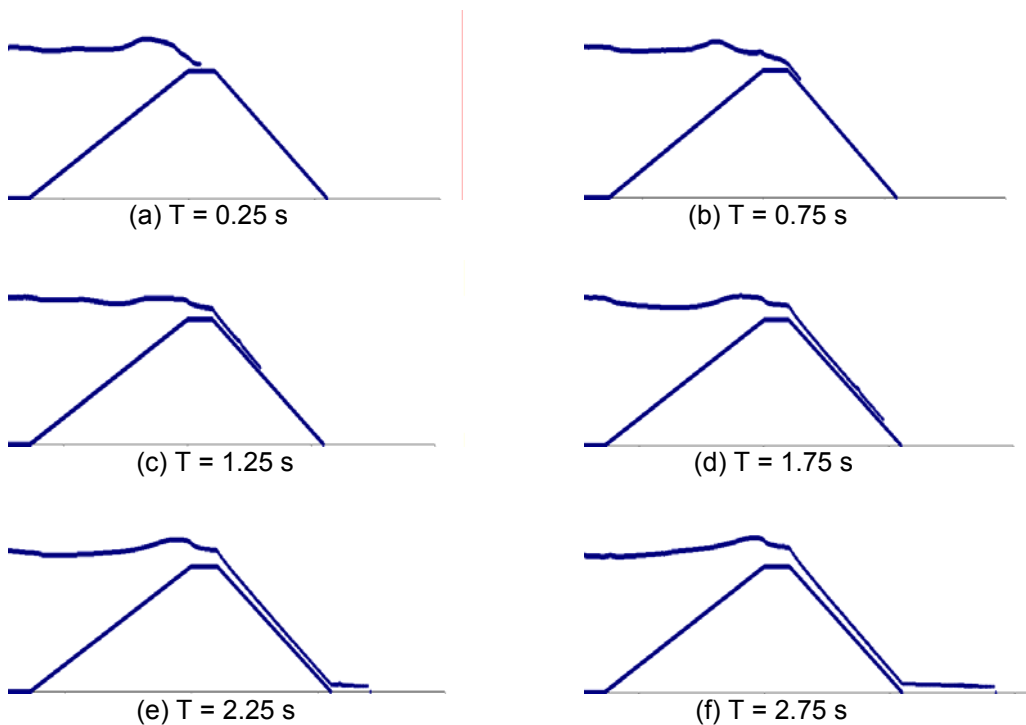 (a) T = 0.25 s
(b) T = 0.75 s
(c) T = 1.25 s
(d) T = 1.75 s
(e) T = 2.25 s
(f) T = 2.75 s